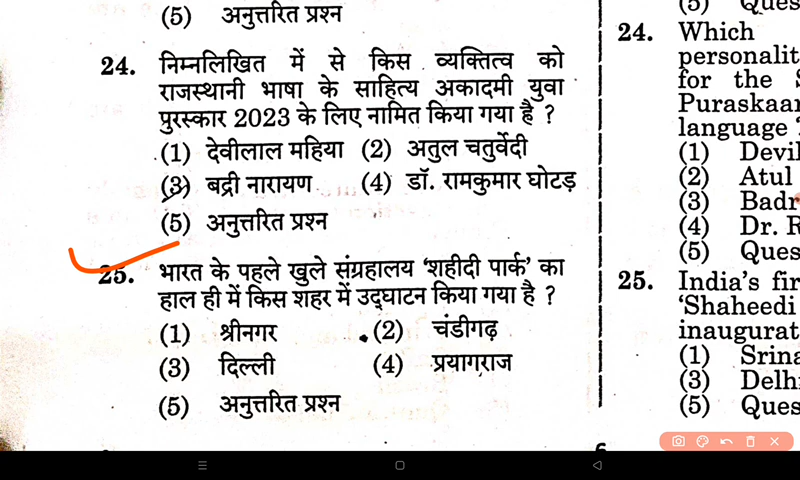 (5) अनुत्तरित प्रश्न
24. निम्नलिखित में से किस व्यक्तित्व को
राजस्थानी भाषा के साहित्य अकादमी युवा
पुरस्कार 2023 के लिए नामित किया गया है ?
(1) देवीलाल महिया (2) अतुल चतुर्वेदी
(3) बद्री नारायण (4) डॉ. रामकुमार घोटड़
(5) अनुत्तरित प्रश्न
25. भारत के पहले खुले संग्रहालय ‘शहीदी पार्क’ का
हाल ही में किस शहर में उद्घाटन किया गया है ?
(1) श्रीनगर (2) चंडीगढ़
(3) दिल्ली (4) प्रयागराज
(5) अनुत्तरित प्रश्न
(5) Ques
24. Which
personalit
for the
Puraskaar
language
(1) Devil
(2) Atul
(3) Badr
(4) Dr. R
(5) Ques
25. India's fir
‘Shaheedi
inaugurat
(1) Srina
(3) Delh
(5) Ques